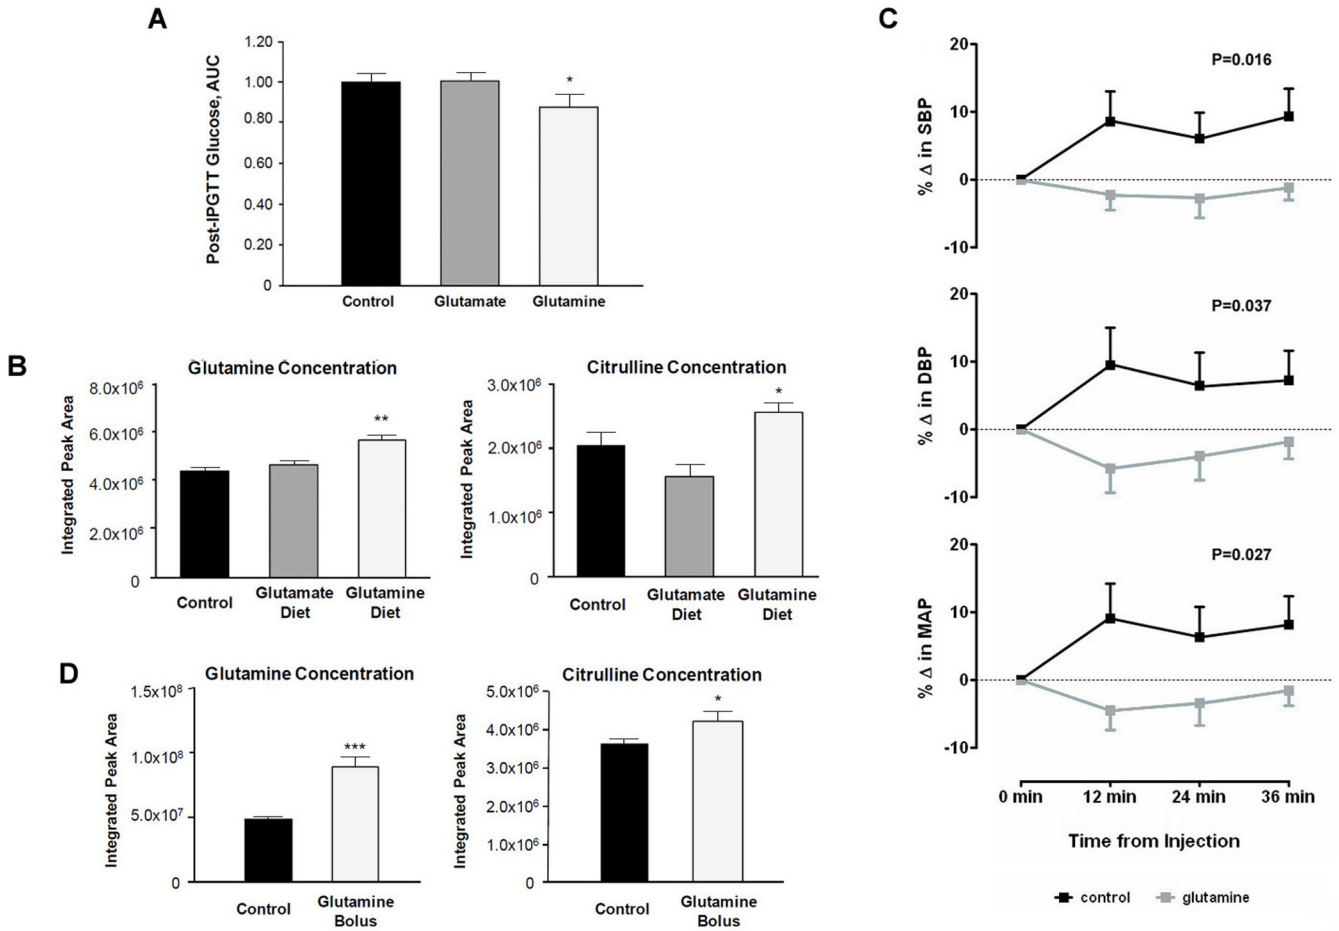 A
Post-IPGTT Glucose, AUC
1.20
1.00
0.80
0.60
0.40
0.20
0
*
Control
Glutamate
Glutamine
B
Glutamine Concentration
Integrated Peak Area
8.0x10⁶
6.0x10⁶
4.0x10⁶
2.0x10⁶
0
**
Control
Glutamate
Diet
Glutamine
Diet
Citrulline Concentration
Integrated Peak Area
3.0x10⁶
2.0x10⁶
1.0x10⁶
0
*
Control
Glutamate
Diet
Glutamine
Diet
D
Glutamine Concentration
Integrated Peak Area
1.5x10⁸
1.0x10⁸
5.0x10⁷
0
***
Control
Glutamine
Bolus
Citrulline Concentration
Integrated Peak Area
5.0x10⁶
4.0x10⁶
3.0x10⁶
2.0x10⁶
1.0x10⁶
0
*
Control
Glutamine
Bolus
C
% Δ in SBP
20
10
0
-10
P=0.016
% Δ in DBP
20
10
0
-10
P=0.037
% Δ in MAP
20
10
0
-10
P=0.027
0 min
12 min
24 min
36 min
Time from Injection
control
glutamine